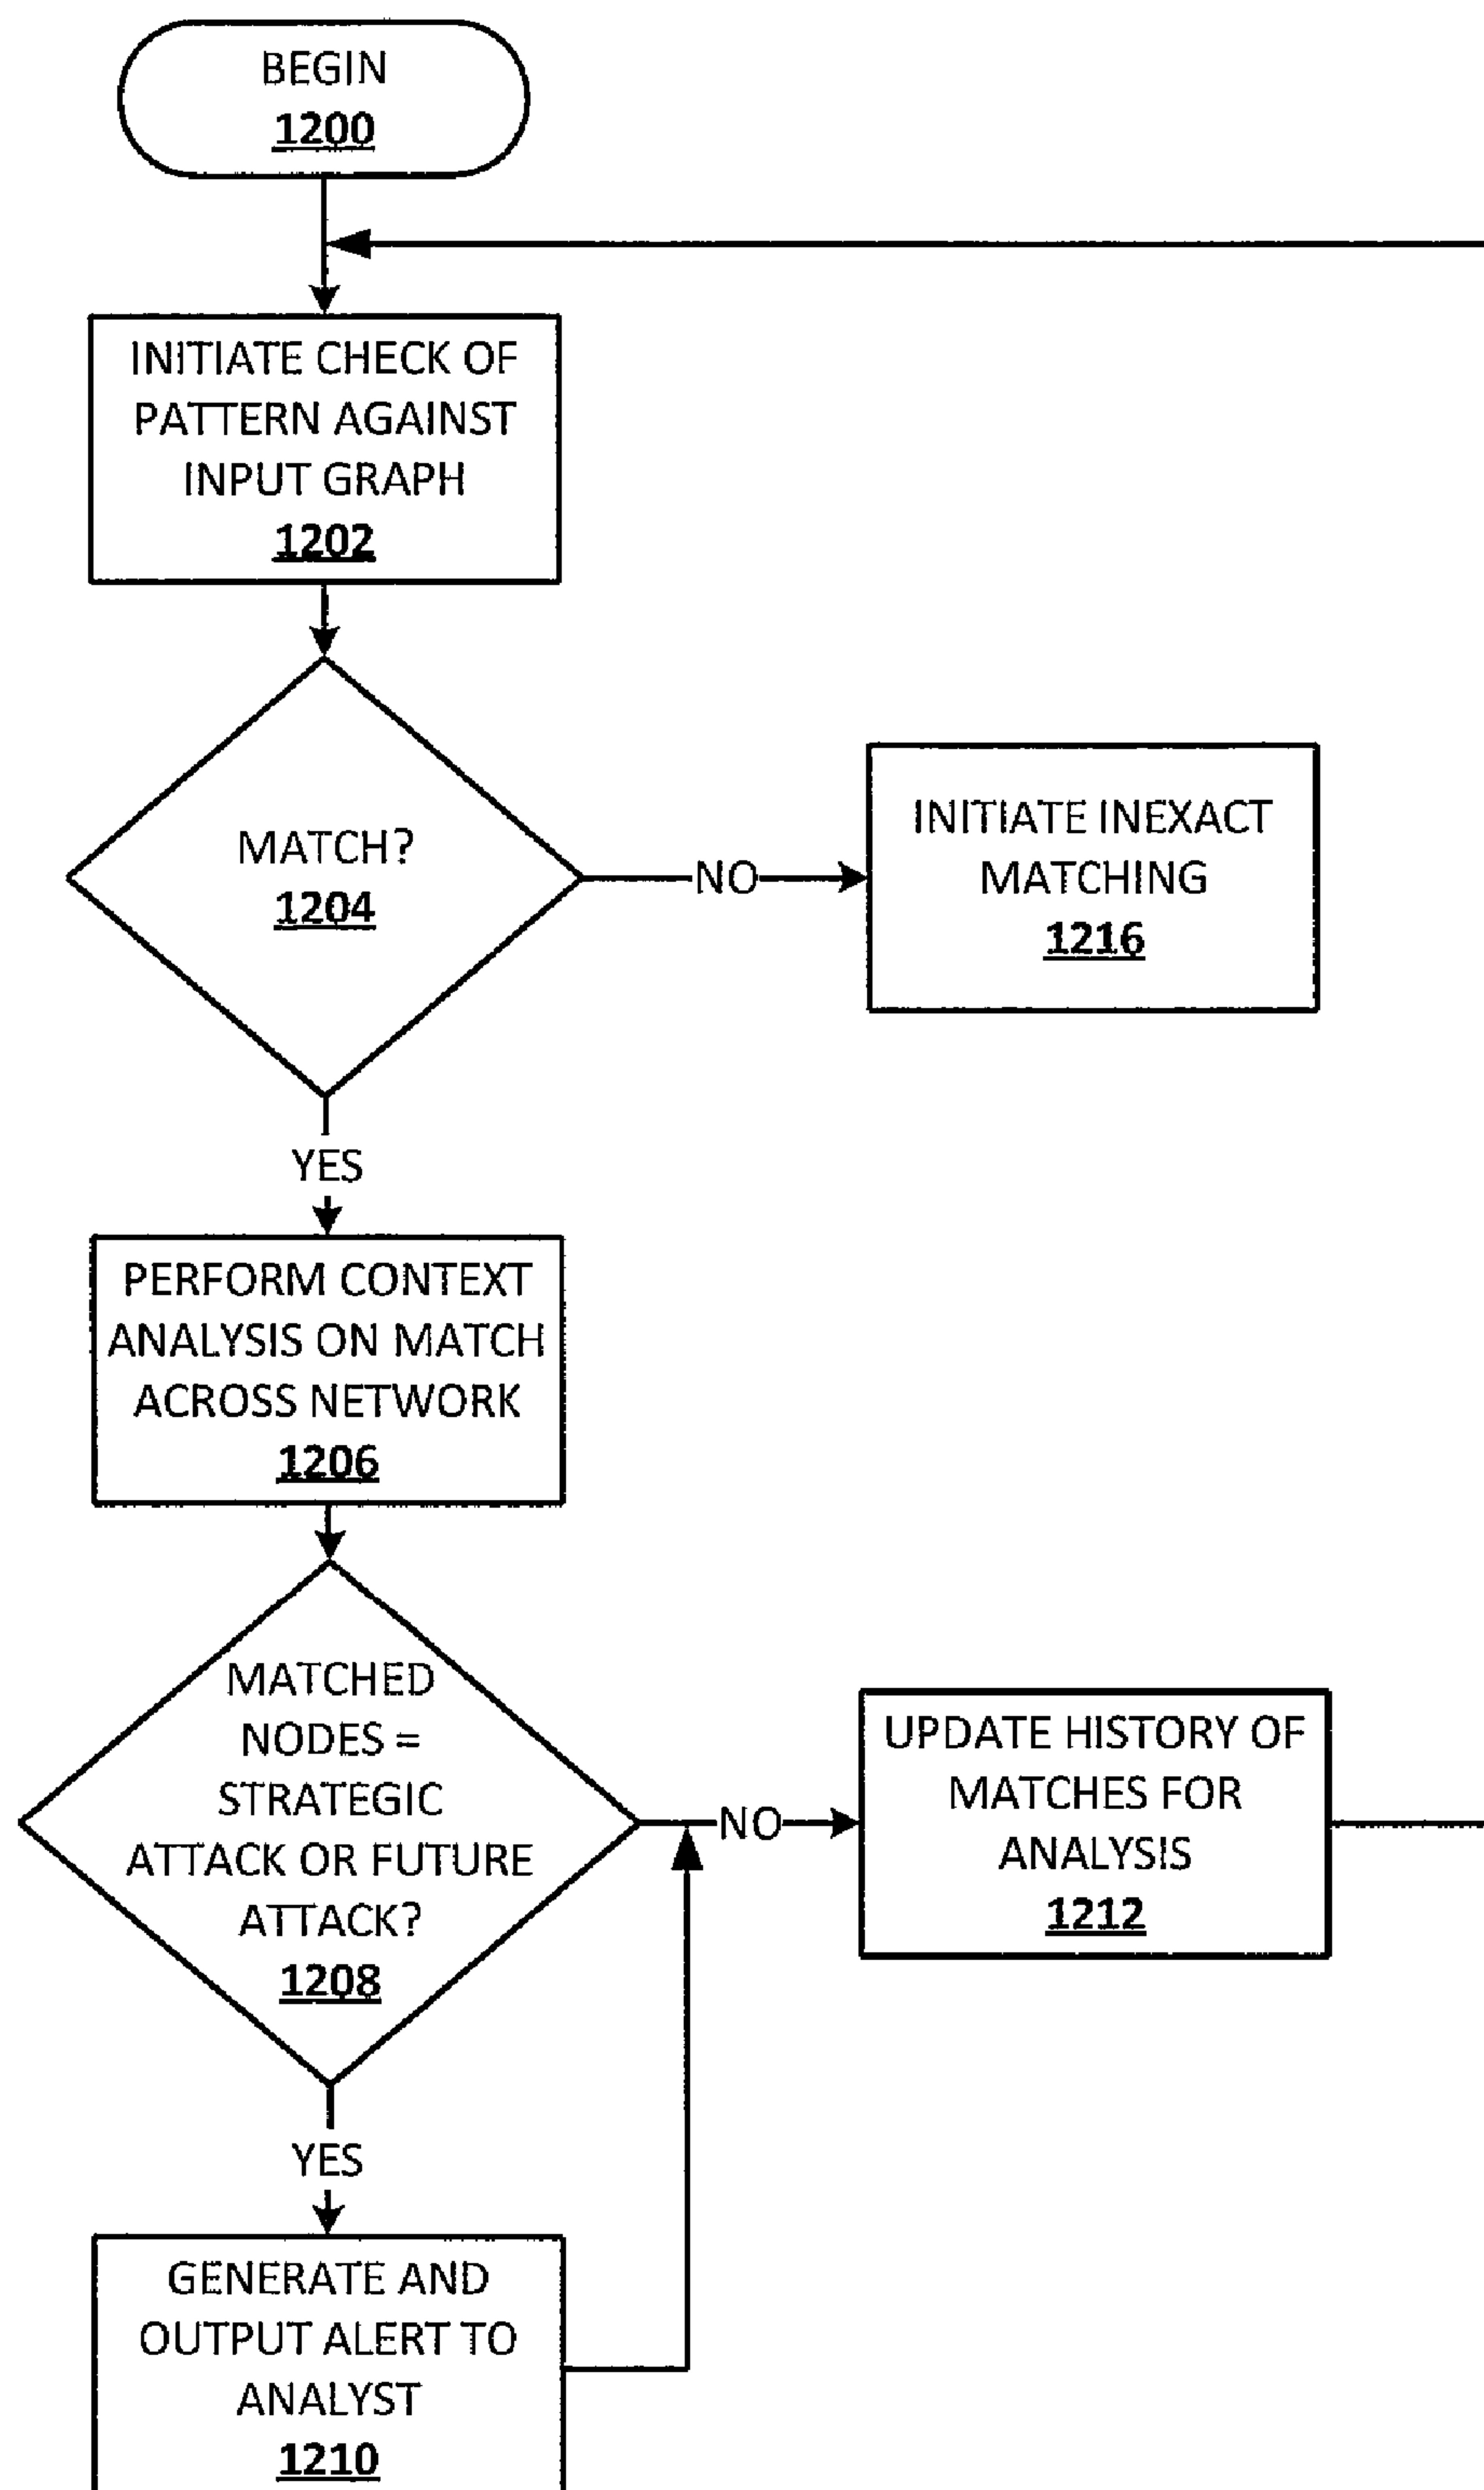 BEGIN
1200
INITIATE CHECK OF
PATTERN AGAINST
INPUT GRAPH
1202
MATCH?
1204
NO
INITIATE INEXACT
MATCHING
1216
YES
PERFORM CONTEXT
ANALYSIS ON MATCH
ACROSS NETWORK
1206
MATCHED
NODES =
STRATEGIC
ATTACK OR FUTURE
ATTACK?
1208
NO
UPDATE HISTORY OF
MATCHES FOR
ANALYSIS
1212
YES
GENERATE AND
OUTPUT ALERT TO
ANALYST
1210